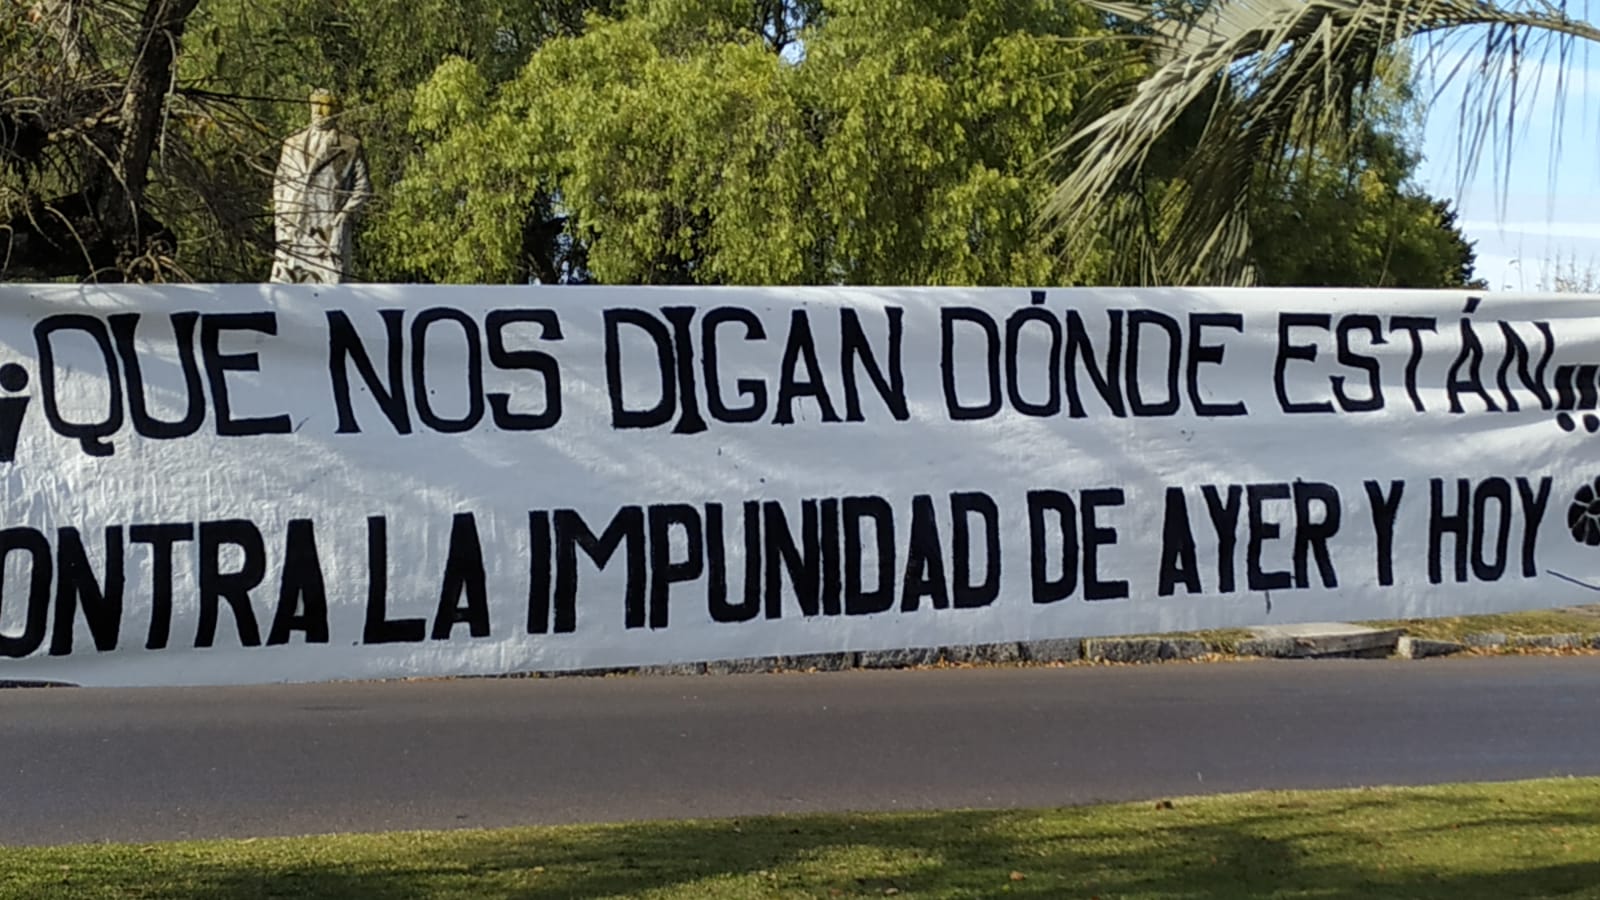 ¡QUE NOS DIGAN DÓNDE ESTÁN!!
ONTRA LA IMPUNIDAD DE AYER Y HOY